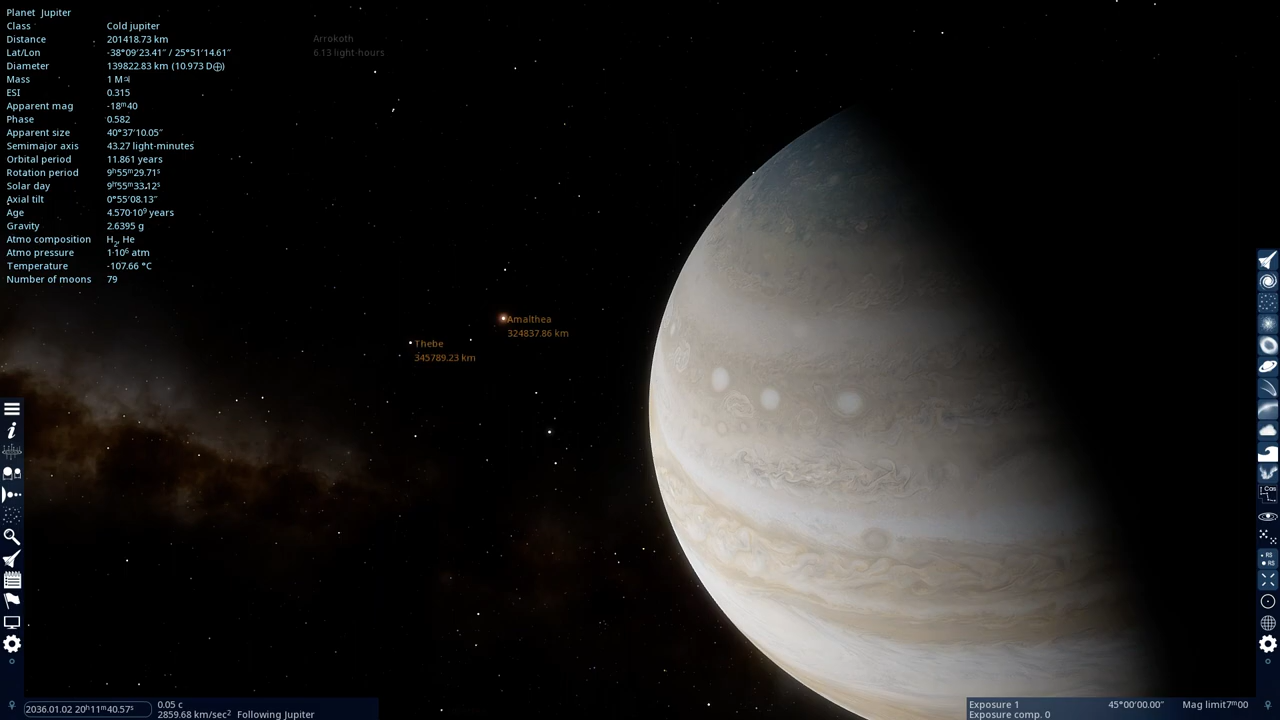 Planet Jupiter
Class Cold jupiter
Distance 201418.73 km
Lat/Lon -38°09′23.41″ / 25°51′14.61″
Diameter 139822.83 km (10.973 D⊕)
Mass 1 M♃
ESI 0.315
Apparent mag -18ᵐ40
Phase 0.582
Apparent size 40°37′10.05″
Semimajor axis 43.27 light-minutes
Orbital period 11.861 years
Rotation period 9ʰ55ᵐ29.71ˢ
Solar day 9ʰ55ᵐ33.12ˢ
Axial tilt 0°55′08.13″
Age 4.570·10⁹ years
Gravity 2.6395 g
Atmo composition H₂, He
Atmo pressure 1·10⁶ atm
Temperature -107.66 °C
Number of moons 79
Arrokoth
6.13 light-hours
Amalthea
324837.86 km
Thebe
345789.23 km
Cas
RS
RS
2036.01.02 20ʰ11ᵐ40.57ˢ
0.05 c
2859.68 km/sec² Following Jupiter
Exposure 1 45°00′00.00″ Mag limit7ᵐ00
Exposure comp. 0